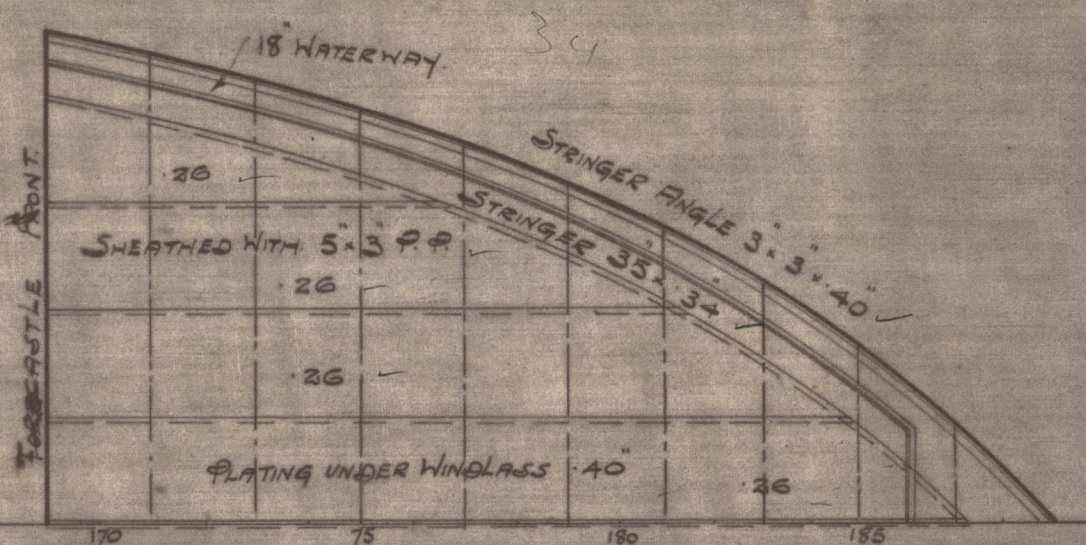 34
18" WATERWAY.
STRINGER ANGLE 3" x 3" x .40"
.26
STRINGER 35" x .34"
SHEATHED WITH. 5" x 3" P.P.
.26
.26
PLATING UNDER WINDLASS .40"
.26
FORECASTLE FRONT
170 75 180 185